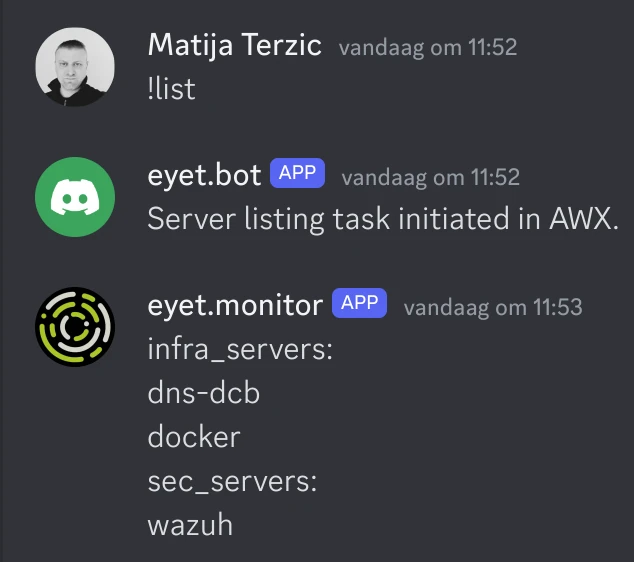 Matija Terzic vandaag om 11:52
!list
eyet.bot APP vandaag om 11:52
Server listing task initiated in AWX.
eyet.monitor APP vandaag om 11:53
infra_servers:
dns-dcb
docker
sec_servers:
wazuh